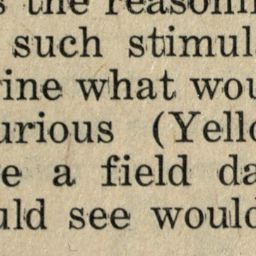 the reasoni
such stimul
ine what wou
urious (Yello
e a field da
uld see would